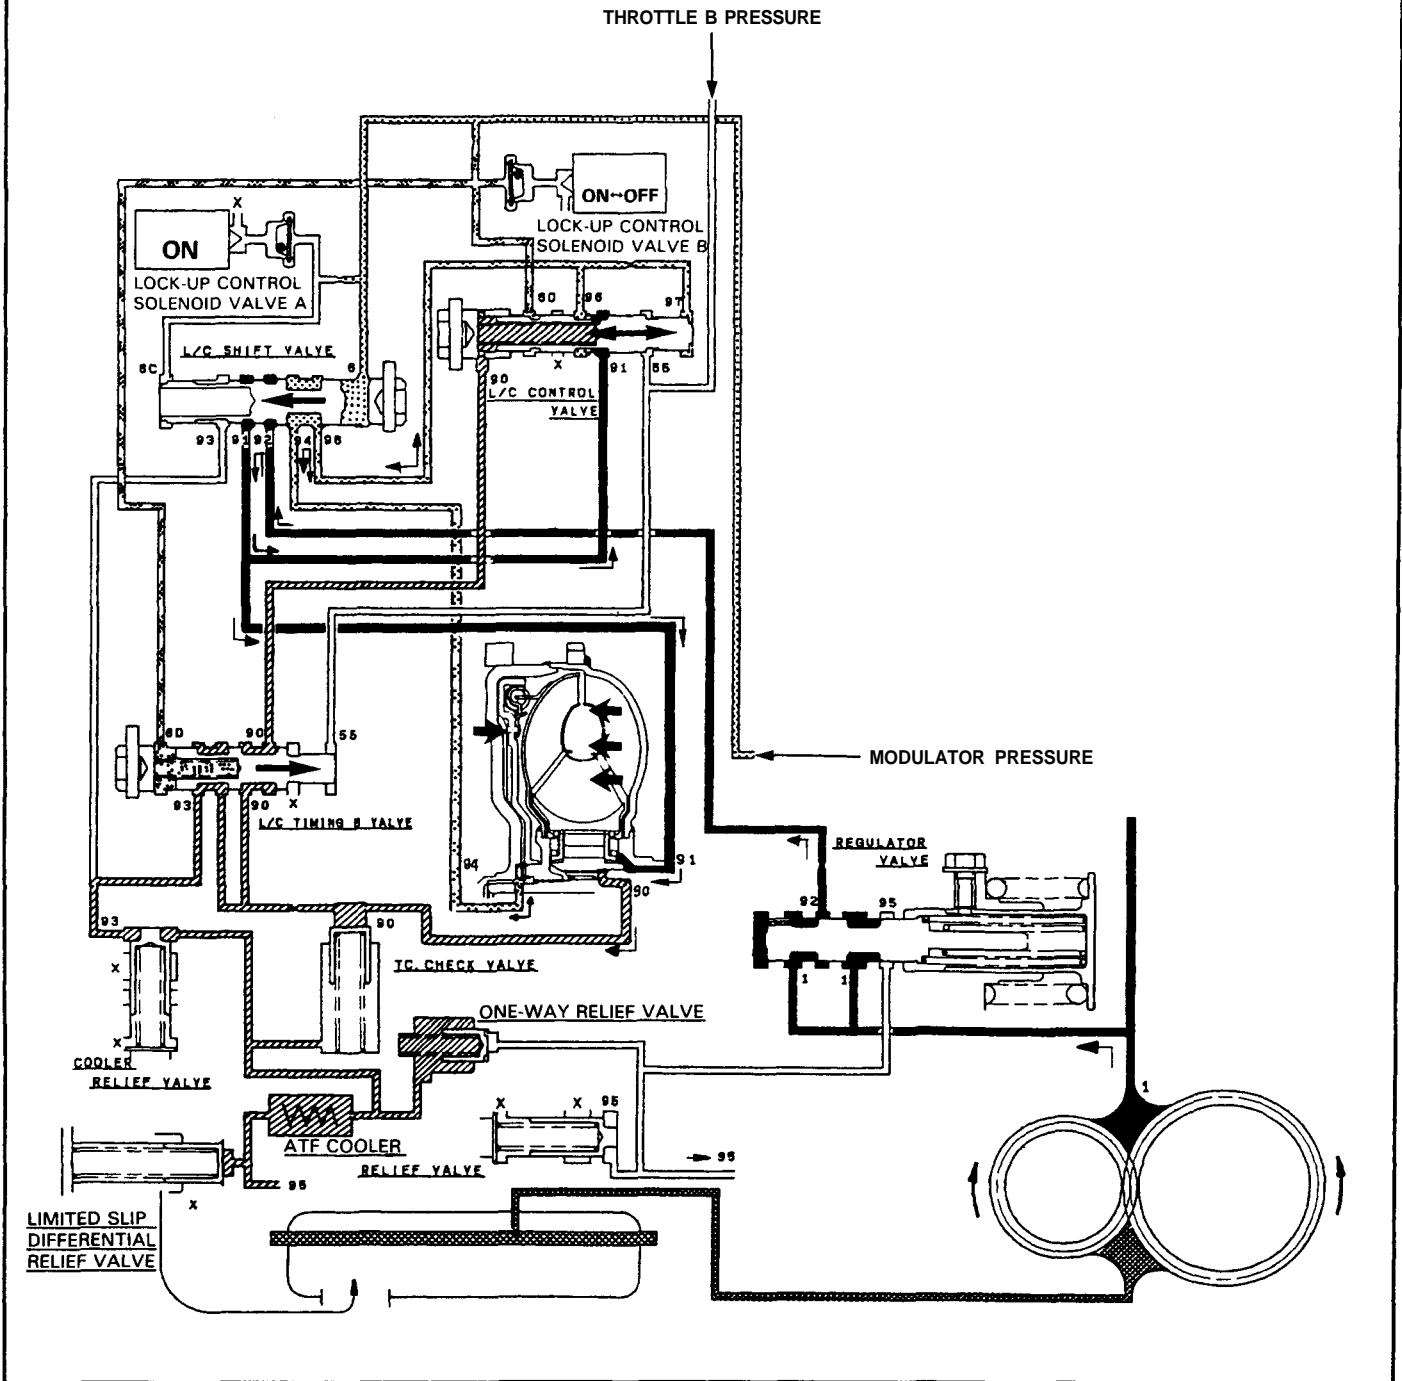 THROTTLE B PRESSURE
ON↔OFF
LOCK-UP CONTROL
SOLENOID VALVE B
X
ON
LOCK-UP CONTROL
SOLENOID VALVE A
6D 96 97
L/C SHIFT VALVE
6C 6
X
90 91 55
L/C CONTROL
VALVE
93 91 92 94 96
6D 90 55
MODULATOR PRESSURE
93 90 X
L/C TIMING B VALVE
REGULATOR
VALVE
94 91
90
92 95
93 90
X
TC. CHECK VALVE
1 1
ONE-WAY RELIEF VALVE
X
COOLER
RELIEF VALVE
1
X X 95
ATF COOLER
RELIEF VALVE
95
95
X
LIMITED SLIP
DIFFERENTIAL
RELIEF VALVE